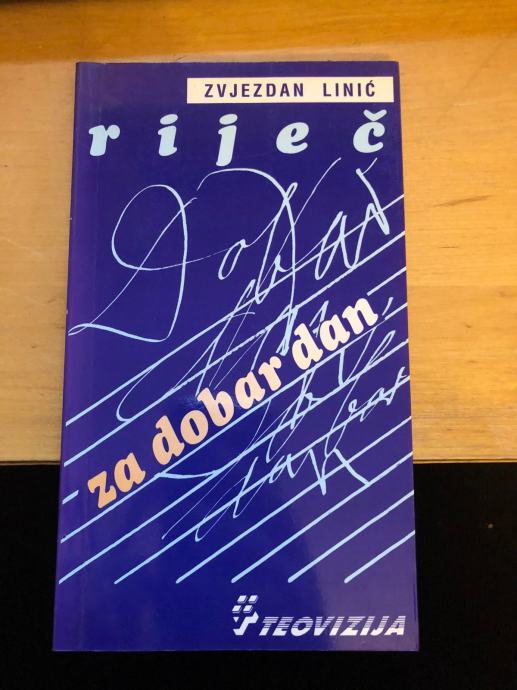 ZVJEZDAN LINIĆ
riječ
za dobar dan
TEOVIZIJA